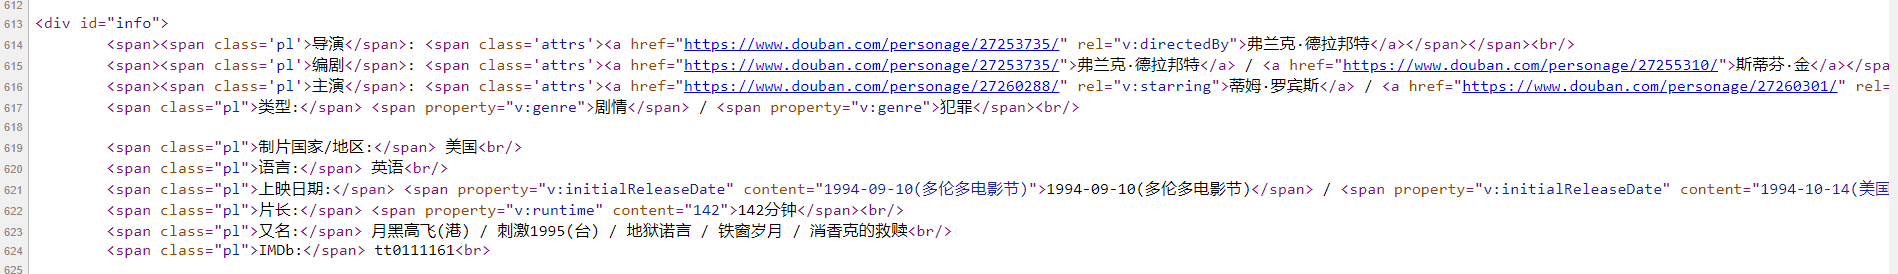 612
613 <div id="info">
614 <span><span class='pl'>导演</span>: <span class='attrs'><a href="https://www.douban.com/personage/27253735/" rel="v:directedBy">弗兰克·德拉邦特</a></span></span><br/>
615 <span><span class='pl'>编剧</span>: <span class='attrs'><a href="https://www.douban.com/personage/27253735/">弗兰克·德拉邦特</a> / <a href="https://www.douban.com/personage/27255310/">斯蒂芬·金</a></spa
616 <span><span class='pl'>主演</span>: <span class='attrs'><a href="https://www.douban.com/personage/27260288/" rel="v:starring">蒂姆·罗宾斯</a> / <a href="https://www.douban.com/personage/27260301/" rel=
617 <span class="pl">类型:</span> <span property="v:genre">剧情</span> / <span property="v:genre">犯罪</span><br/>
618
619 <span class="pl">制片国家/地区:</span> 美国<br/>
620 <span class="pl">语言:</span> 英语<br/>
621 <span class="pl">上映日期:</span> <span property="v:initialReleaseDate" content="1994-09-10(多伦多电影节)">1994-09-10(多伦多电影节)</span> / <span property="v:initialReleaseDate" content="1994-10-14(美国
622 <span class="pl">片长:</span> <span property="v:runtime" content="142">142分钟</span><br/>
623 <span class="pl">又名:</span> 月黑高飞(港) / 刺激1995(台) / 地狱诺言 / 铁窗岁月 / 消香克的救赎<br/>
624 <span class="pl">IMDb:</span> tt0111161<br>
625